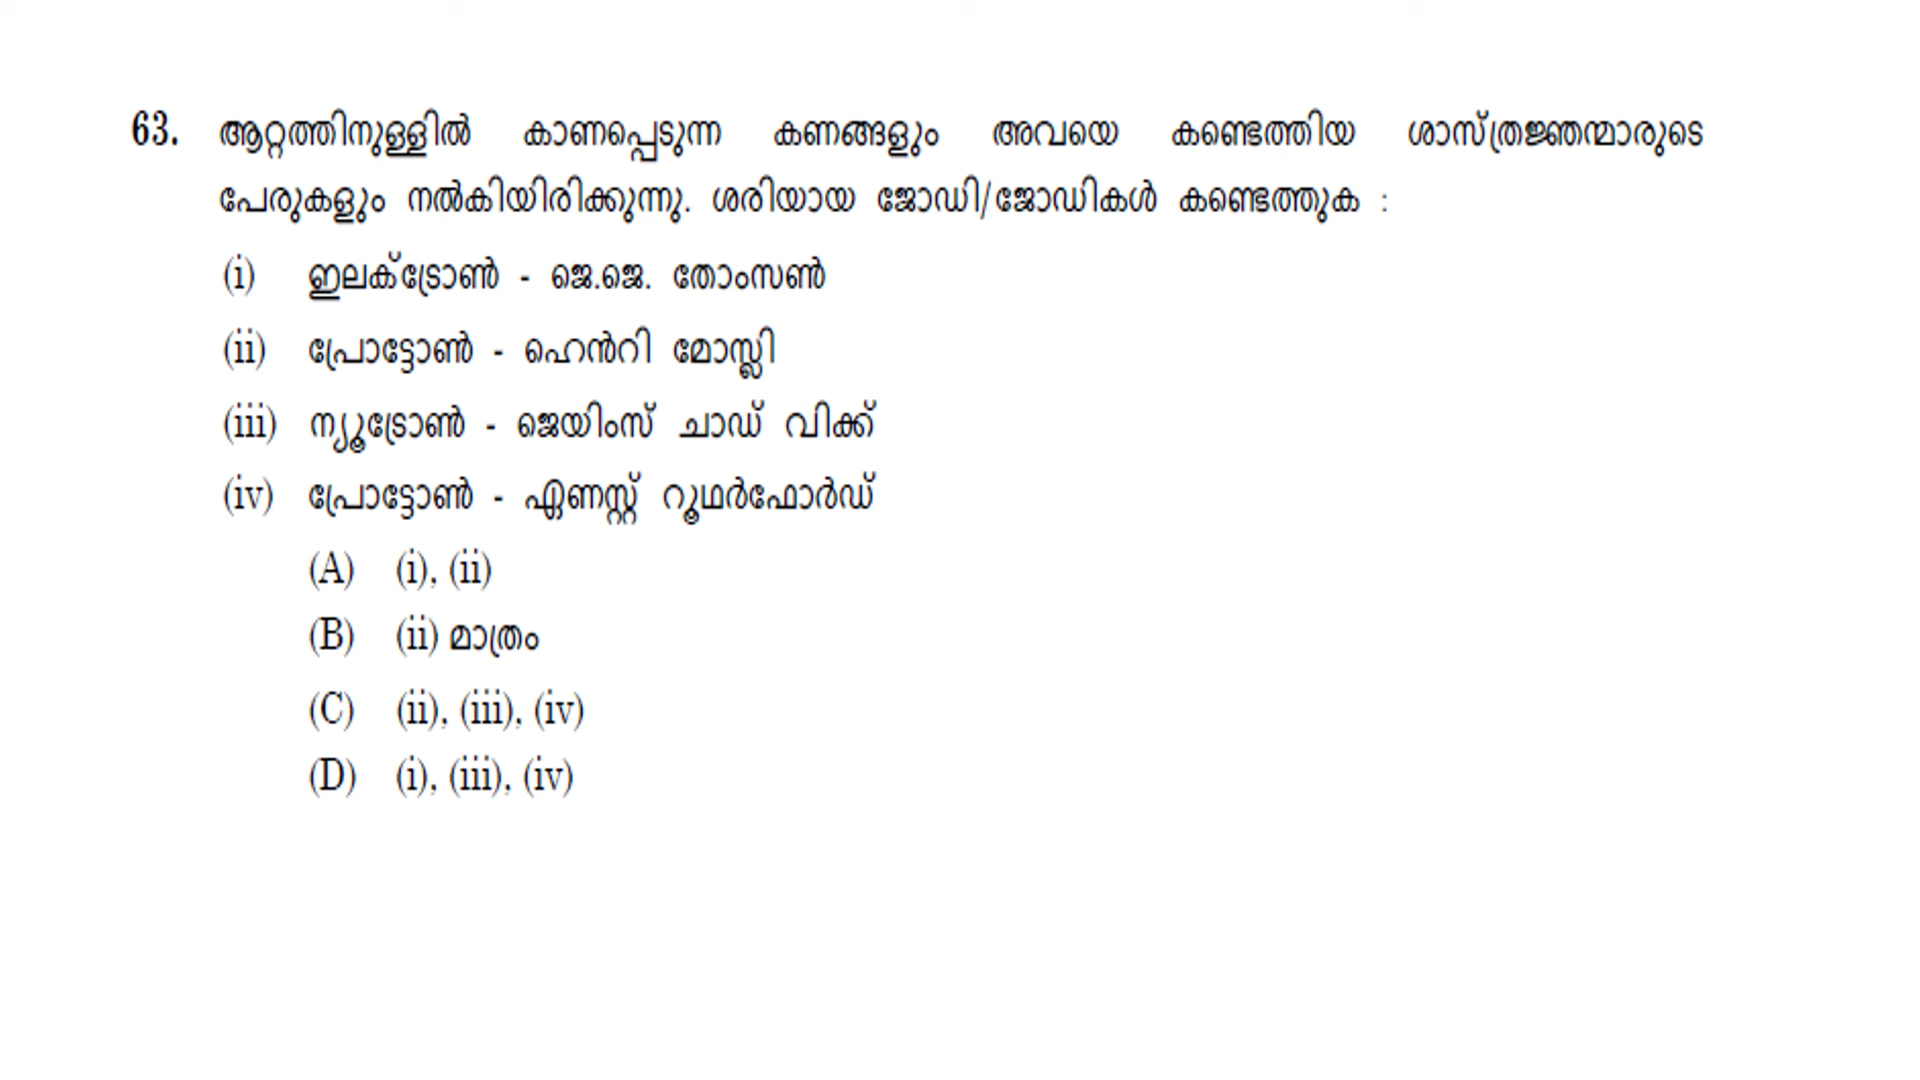 63. ആറ്റത്തിനുള്ളിൽ കാണപ്പെടുന്ന കണങ്ങളും അവയെ കണ്ടെത്തിയ ശാസ്ത്രജ്ഞന്മാരുടെ
പേരുകളും നൽകിയിരിക്കുന്നു. ശരിയായ ജോഡി/ജോഡികൾ കണ്ടെത്തുക :
(i) ഇലക്ട്രോൺ - ജെ.ജെ. തോംസൺ
(ii) പ്രോട്ടോൺ - ഹെൻറി മോസ്ലി
(iii) ന്യൂട്രോൺ - ജെയിംസ് ചാഡ് വിക്ക്
(iv) പ്രോട്ടോൺ - ഏണസ്റ്റ് റൂഥർഫോർഡ്
(A) (i), (ii)
(B) (ii) മാത്രം
(C) (ii), (iii), (iv)
(D) (i), (iii), (iv)